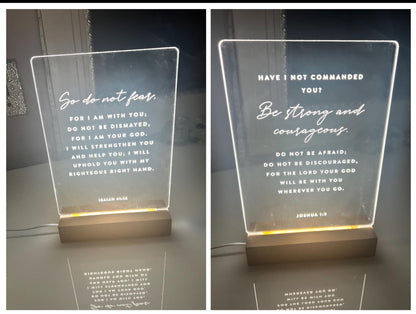 So do not fear,
FOR I AM WITH YOU;
DO NOT BE DISMAYED,
FOR I AM YOUR GOD.
I WILL STRENGTHEN YOU
AND HELP YOU; I WILL
UPHOLD YOU WITH MY
RIGHTEOUS RIGHT HAND.
ISAIAH 41:10
HAVE I NOT COMMANDED
YOU?
Be strong and
courageous.
DO NOT BE AFRAID;
DO NOT BE DISCOURAGED,
FOR THE LORD YOUR GOD
WILL BE WITH YOU
WHEREVER YOU GO.
JOSHUA 1:9